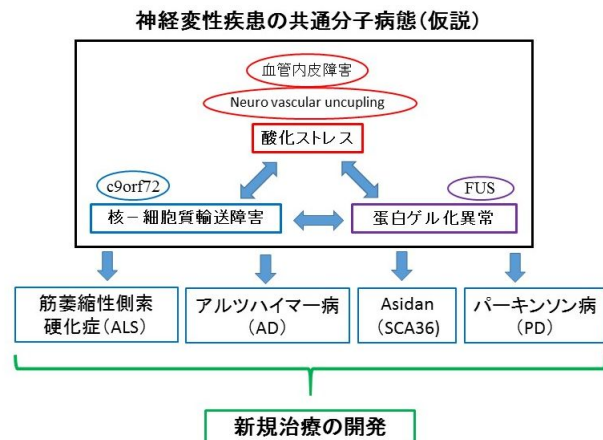 神経変性疾患の共通分子病態(仮説)
血管内皮障害
Neuro vascular uncupling
酸化ストレス
c9orf72
FUS
核－細胞質輸送障害
蛋白ゲル化異常
筋萎縮性側索
硬化症(ALS)
アルツハイマー病
(AD)
Asidan
(SCA36)
パーキンソン病
(PD)
新規治療の開発